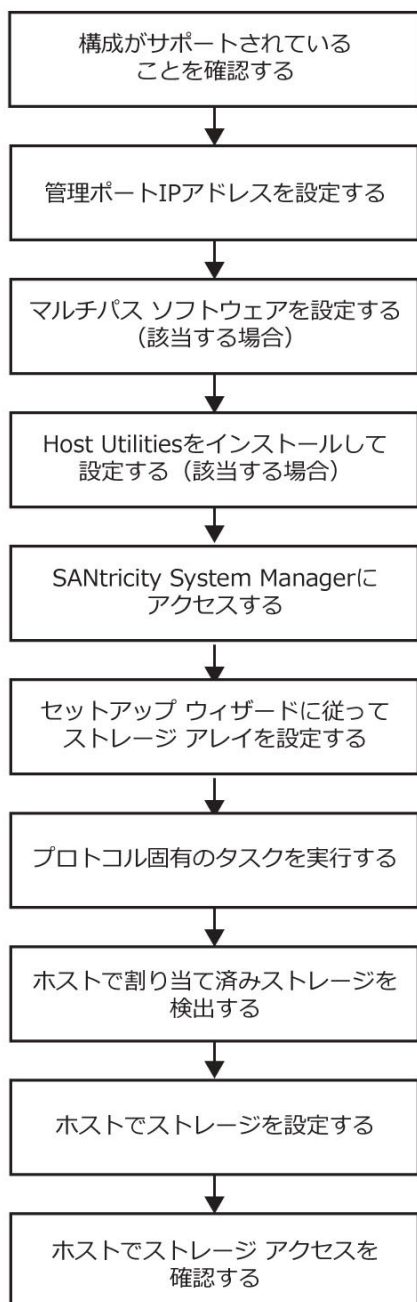 構成がサポートされている
ことを確認する
管理ポートIPアドレスを設定する
マルチパス ソフトウェアを設定する
（該当する場合）
Host Utilitiesをインストールして
設定する（該当する場合）
SANtricity System Managerに
アクセスする
セットアップ ウィザードに従って
ストレージ アレイを設定する
プロトコル固有のタスクを実行する
ホストで割り当て済みストレージを
検出する
ホストでストレージを設定する
ホストでストレージ アクセスを
確認する